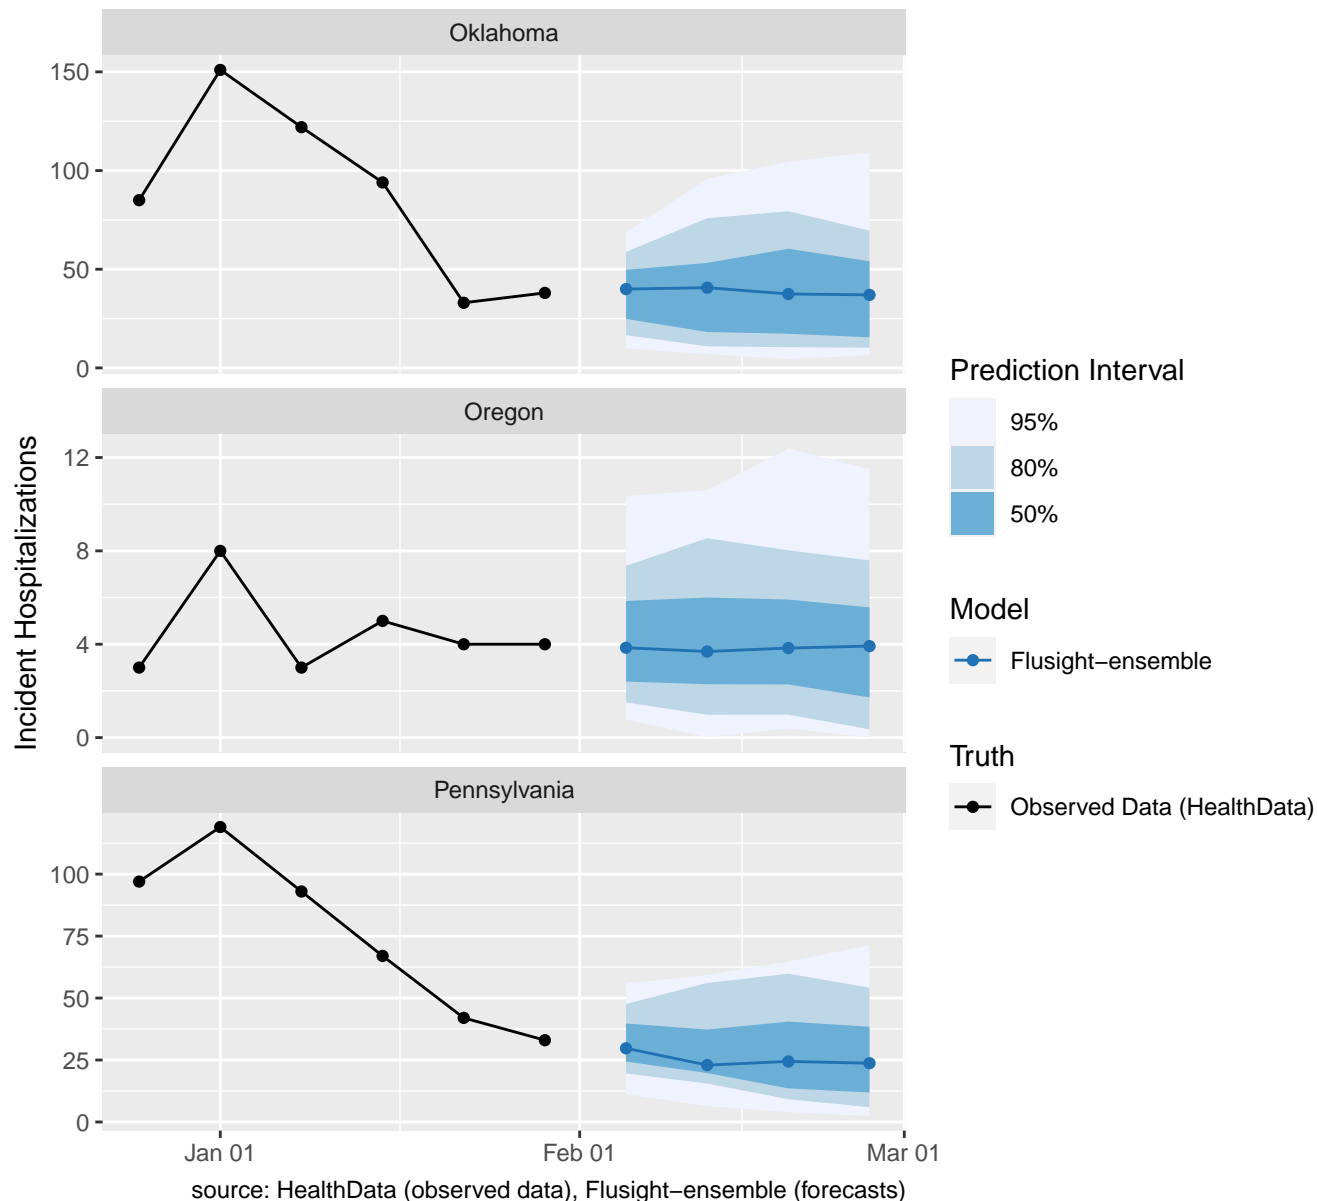 Oklahoma
150
100
50
0
Oregon
12
8
4
0
Pennsylvania
100
75
50
25
0
Jan 01
Feb 01
Mar 01
Incident Hospitalizations
source: HealthData (observed data), Flusight−ensemble (forecasts)
Prediction Interval
95%
80%
50%
Model
Flusight−ensemble
Truth
Observed Data (HealthData)